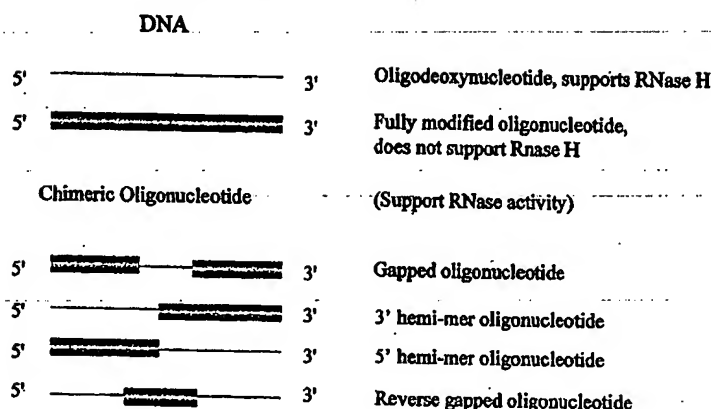 DNA
5' 3' Oligodeoxynucleotide, supports RNase H
5' 3' Fully modified oligonucleotide,
does not support Rnase H
Chimeric Oligonucleotide (Support RNase activity)
5' 3' Gapped oligonucleotide
5' 3' 3' hemi-mer oligonucleotide
5' 3' 5' hemi-mer oligonucleotide
5' 3' Reverse gapped oligonucleotide